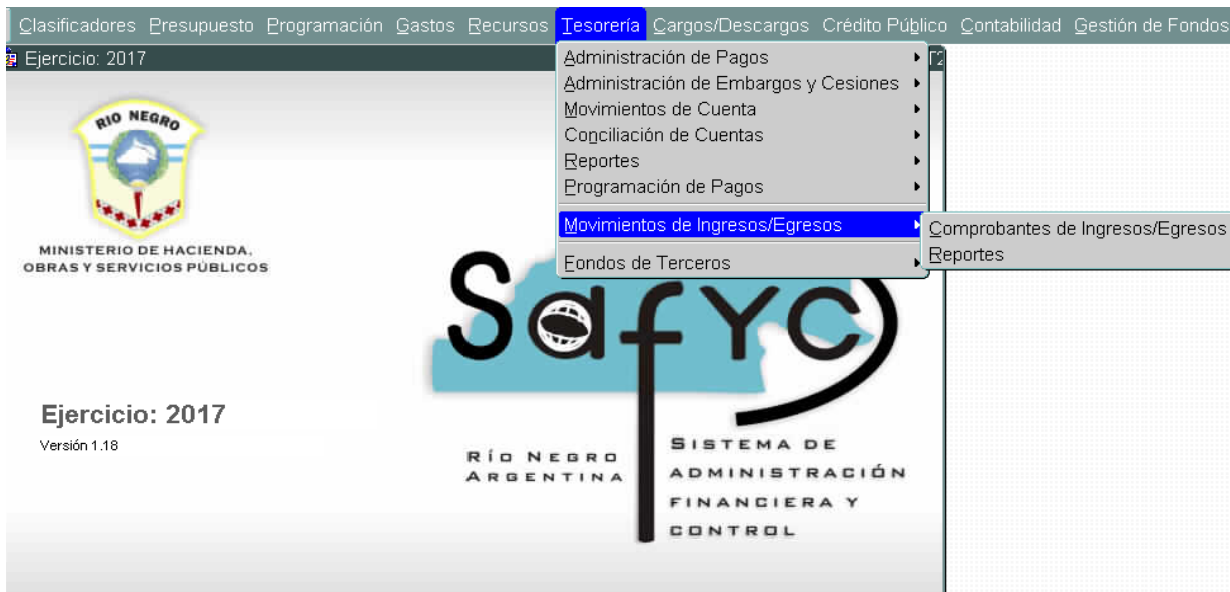 Clasificadores Presupuesto Programación Gastos Recursos Tesorería Cargos/Descargos Crédito Público Contabilidad Gestión de Fondos
Ejercicio: 2017
Administración de Pagos
Administración de Embargos y Cesiones
Movimientos de Cuenta
Conciliación de Cuentas
Reportes
Programación de Pagos
Movimientos de Ingresos/Egresos
Fondos de Terceros
Comprobantes de Ingresos/Egresos
Reportes
RIO NEGRO
MINISTERIO DE HACIENDA,
OBRAS Y SERVICIOS PÚBLICOS
SafyC
Ejercicio: 2017
Versión 1.18
RÍO NEGRO
ARGENTINA
SISTEMA DE
ADMINISTRACIÓN
FINANCIERA Y
CONTROL